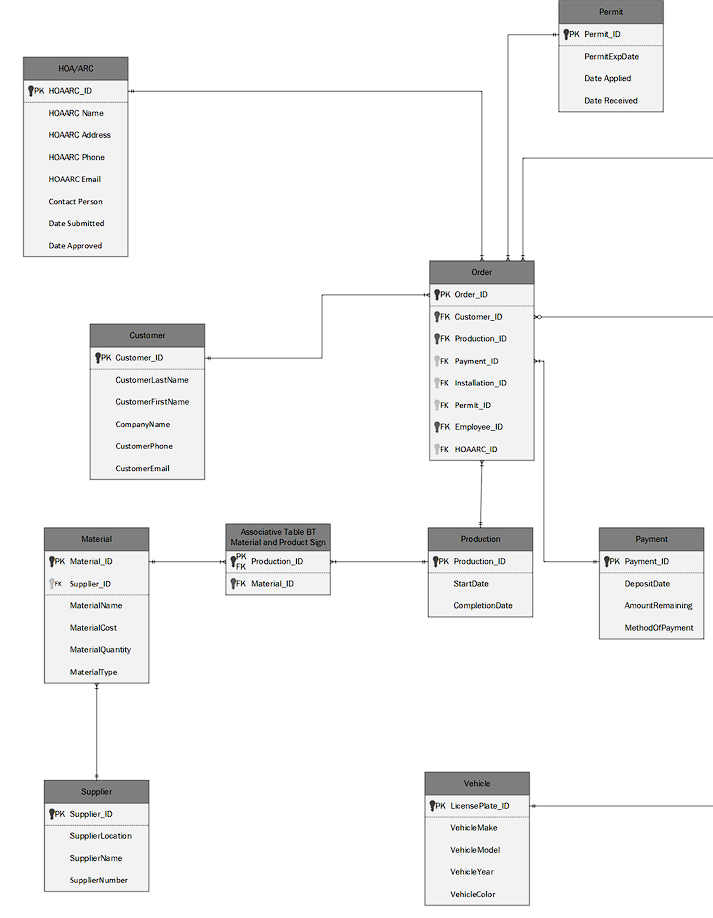 Permit
PK Permit_ID
PermitExpDate
Date Applied
Date Received
HOA/ARC
PK HOAARC_ID
HOAARC Name
HOAARC Address
HOAARC Phone
HOAARC Email
Contact Person
Date Submitted
Date Approved
Order
PK Order_ID
FK Customer_ID
FK Production_ID
FK Payment_ID
FK Installation_ID
FK Permit_ID
FK Employee_ID
FK HOAARC_ID
Customer
PK Customer_ID
CustomerLastName
CustomerFirstName
CompanyName
CustomerPhone
CustomerEmail
Material
PK Material_ID
FK Supplier_ID
MaterialName
MaterialCost
MaterialQuantity
MaterialType
Associative Table BT
Material and Product Sign
PK
FK Production_ID
FK Material_ID
Production
PK Production_ID
StartDate
CompletionDate
Payment
PK Payment_ID
DepositDate
AmountRemaining
MethodOfPayment
Supplier
PK Supplier_ID
SupplierLocation
SupplierName
SupplierNumber
Vehicle
PK LicensePlate_ID
VehicleMake
VehicleModel
VehicleYear
VehicleColor